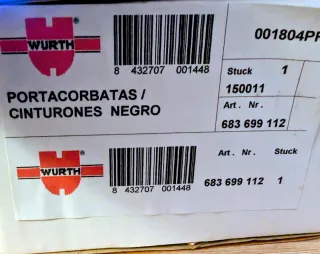 WURTH
8 432707 001448
001804PF
Stuck 1
150011
PORTACORBATAS /
CINTURONES NEGRO
Art. Nr.
683 699 112
WURTH
8 432707 001448
Art. Nr. Stuck
683 699 112 1